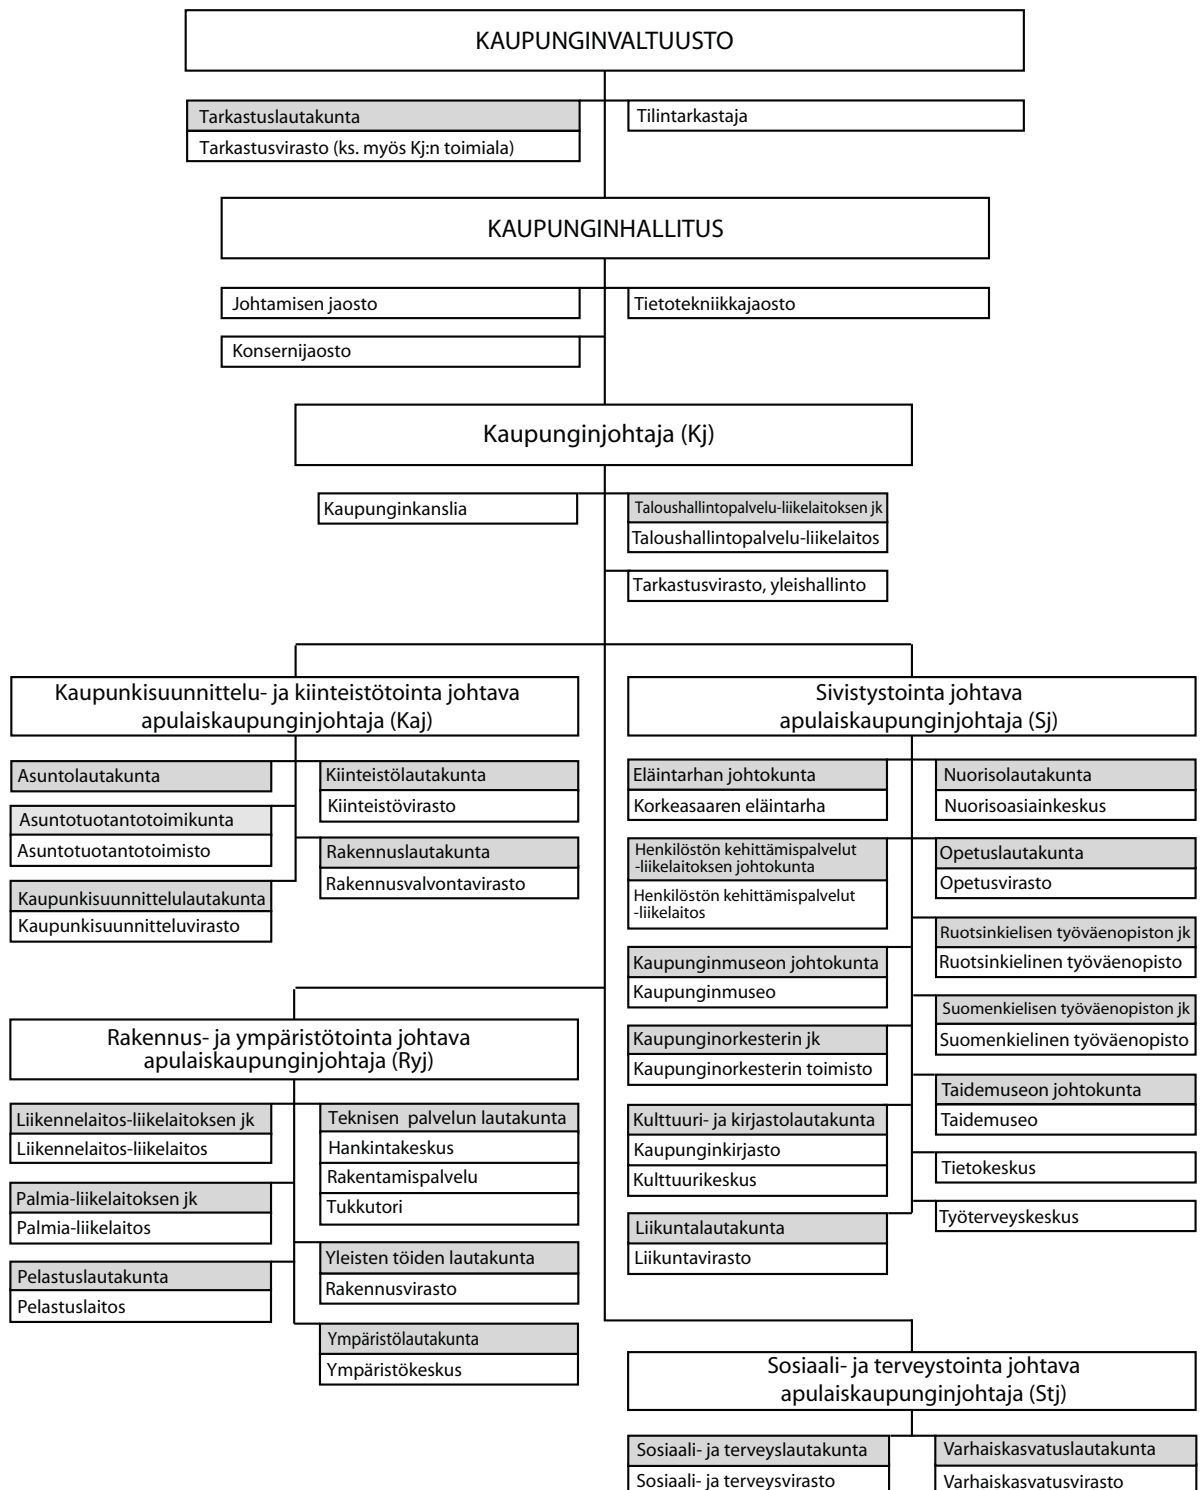 KAUPUNGINVALTUUSTO
Tarkastuslautakunta
Tarkastusvirasto (ks. myös Kj:n toimiala)
Tilintarkastaja
KAUPUNGINHALLITUS
Johtamisen jaosto
Tietotekniikkajaosto
Konsernijaosto
Kaupunginjohtaja (Kj)
Kaupunginkanslia
Taloushallintopalvelu-liikelaitoksen jk
Taloushallintopalvelu-liikelaitos
Tarkastusvirasto, yleishallinto
Kaupunkisuunnittelu- ja kiinteistötointa johtava
apulaiskaupunginjohtaja (Kaj)
Asuntolautakunta
Asuntotuotantotoimikunta
Asuntotuotantotoimisto
Kaupunkisuunnittelulautakunta
Kaupunkisuunnitteluvirasto
Kiinteistölautakunta
Kiinteistövirasto
Rakennuslautakunta
Rakennusvalvontavirasto
Sivistystointa johtava
apulaiskaupunginjohtaja (Sj)
Eläintarhan johtokunta
Korkeasaaren eläintarha
Henkilöstön kehittämispalvelut
-liikelaitoksen johtokunta
Henkilöstön kehittämispalvelut
-liikelaitos
Kaupunginmuseon johtokunta
Kaupunginmuseo
Kaupunginorkesterin jk
Kaupunginorkesterin toimisto
Kulttuuri- ja kirjastolautakunta
Kaupunginkirjasto
Kulttuurikeskus
Liikuntalautakunta
Liikuntavirasto
Nuorisolautakunta
Nuorisoasiainkeskus
Opetuslautakunta
Opetusvirasto
Ruotsinkielisen työväenopiston jk
Ruotsinkielinen työväenopisto
Suomenkielisen työväenopiston jk
Suomenkielinen työväenopisto
Taidemuseon johtokunta
Taidemuseo
Tietokeskus
Työterveyskeskus
Rakennus- ja ympäristötointa johtava
apulaiskaupunginjohtaja (Ryj)
Liikennelaitos-liikelaitoksen jk
Liikennelaitos-liikelaitos
Palmia-liikelaitoksen jk
Palmia-liikelaitos
Pelastuslautakunta
Pelastuslaitos
Teknisen palvelun lautakunta
Hankintakeskus
Rakentamispalvelu
Tukkutori
Yleisten töiden lautakunta
Rakennusvirasto
Ympäristölautakunta
Ympäristökeskus
Sosiaali- ja terveystointa johtava
apulaiskaupunginjohtaja (Stj)
Sosiaali- ja terveyslautakunta
Sosiaali- ja terveysvirasto
Varhaiskasvatuslautakunta
Varhaiskasvatusvirasto